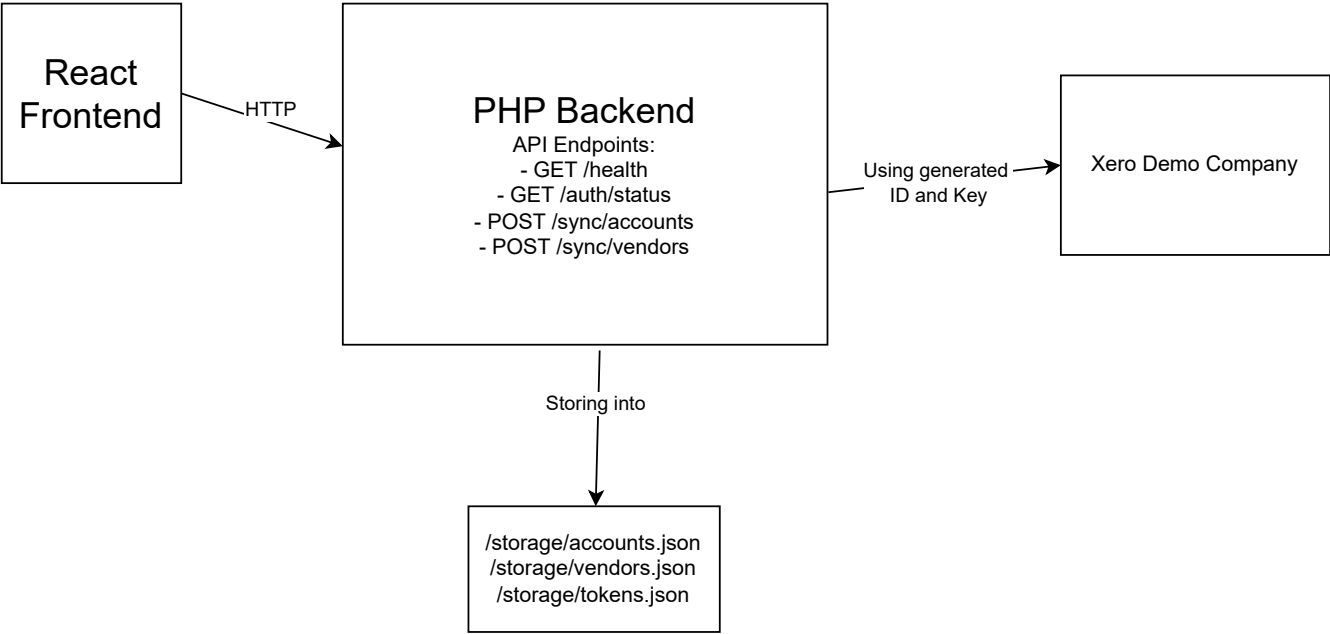 React
Frontend
HTTP
PHP Backend
API Endpoints:
- GET /health
- GET /auth/status
- POST /sync/accounts
- POST /sync/vendors
Using generated
ID and Key
Xero Demo Company
Storing into
/storage/accounts.json
/storage/vendors.json
/storage/tokens.json